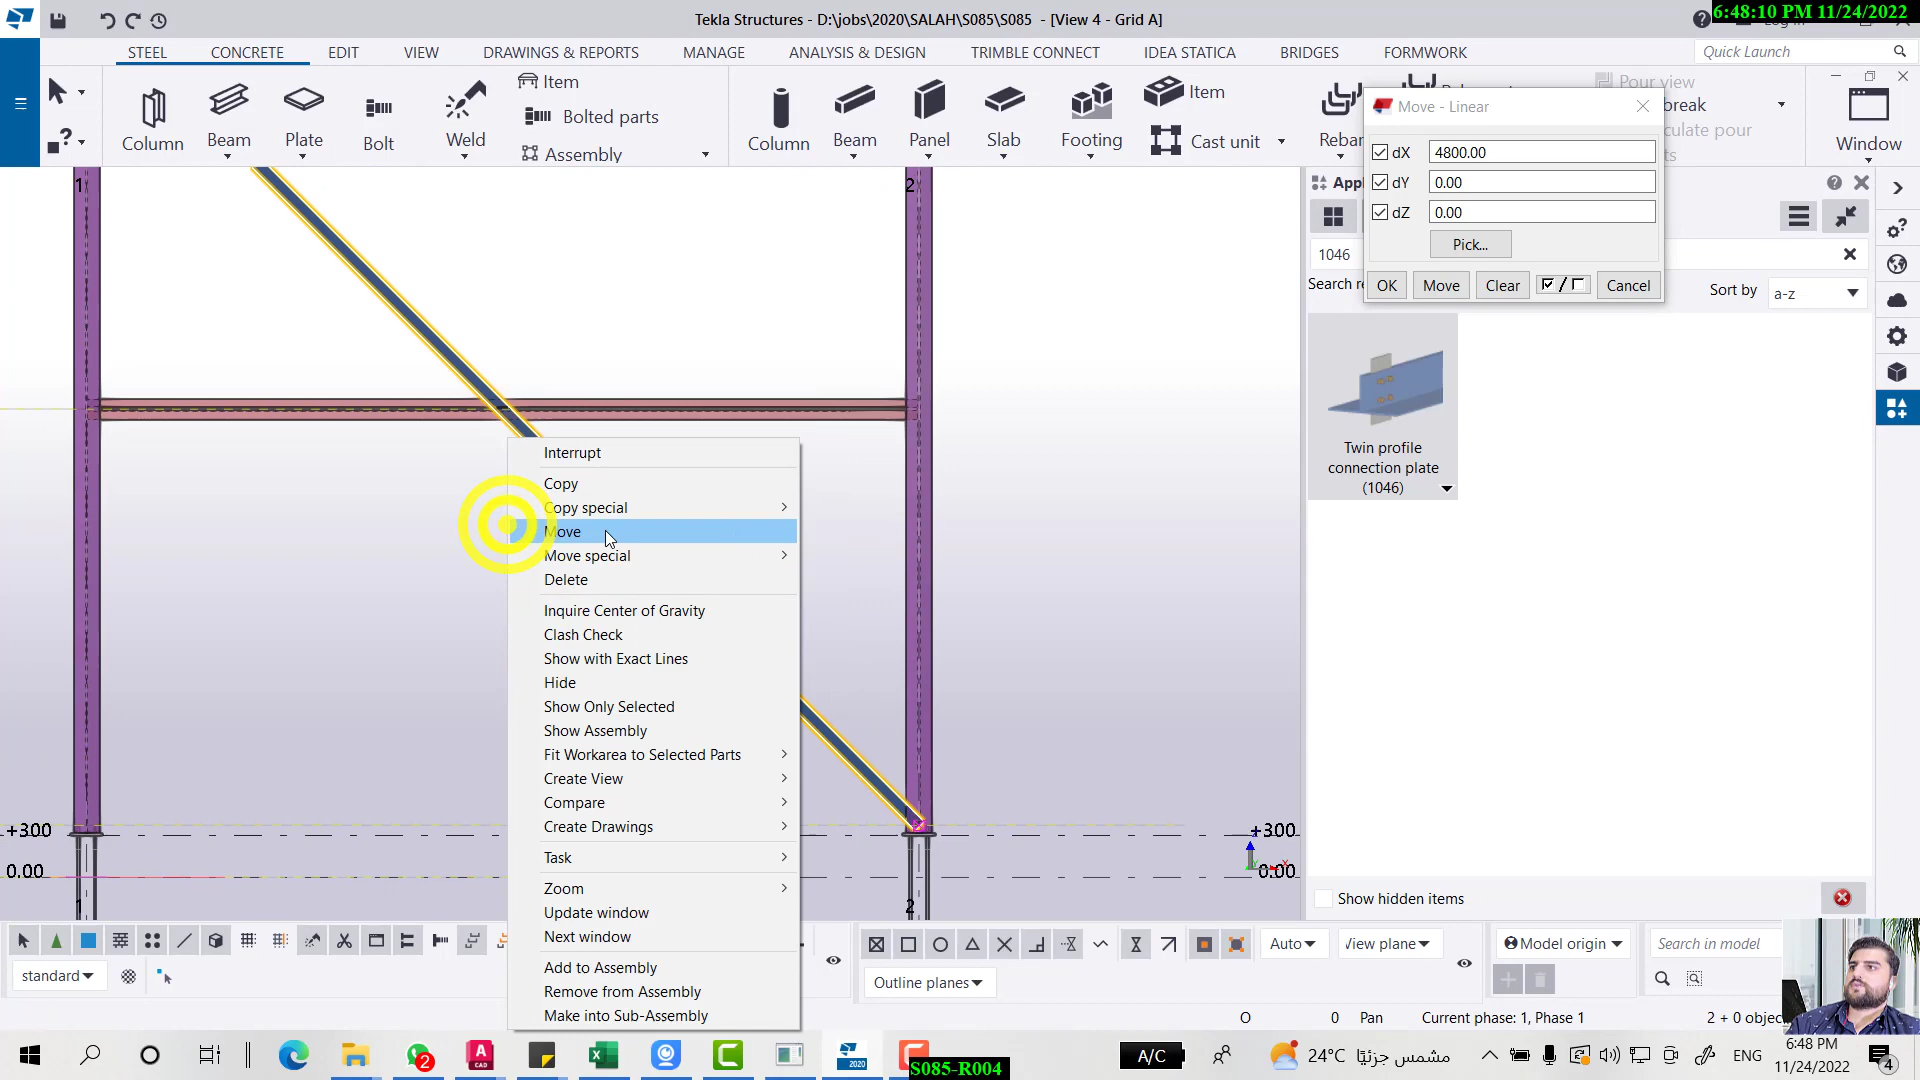 Tekla Structures - D:\jobs\2020\SALAH\S085\S085 - [View 4 - Grid A]
6:48:10 PM 11/24/2022
STEEL
CONCRETE
EDIT
VIEW
DRAWINGS & REPORTS
MANAGE
ANALYSIS & DESIGN
TRIMBLE CONNECT
IDEA STATICA
BRIDGES
FORMWORK
Quick Launch
Item
Bolted parts
Assembly
Column
Beam
Plate
Bolt
Weld
Column
Beam
Panel
Slab
Footing
Item
Cast unit
Rebar
Pour view
break
Window
Move - Linear
dX
4800.00
dY
0.00
dZ
0.00
Pick...
OK
Move
Clear
/
Cancel
1046
Sort by
a-z
Twin profile
connection plate
(1046)
Show hidden items
1
2
+300
0.00
1
2
+300
0.00
Interrupt
Copy
Copy special
Move
Move special
Delete
Inquire Center of Gravity
Clash Check
Show with Exact Lines
Hide
Show Only Selected
Show Assembly
Fit Workarea to Selected Parts
Create View
Compare
Create Drawings
Task
Zoom
Update window
Next window
Add to Assembly
Remove from Assembly
Make into Sub-Assembly
standard
Auto
View plane
Outline planes
Model origin
Search in model
O
0
Pan
Current phase: 1, Phase 1
2 + 0 objec
2
A
CAD
2020
S085-R004
A/C
24°C
مشمس جزئيًا
ENG
6:48 PM
11/24/2022
4